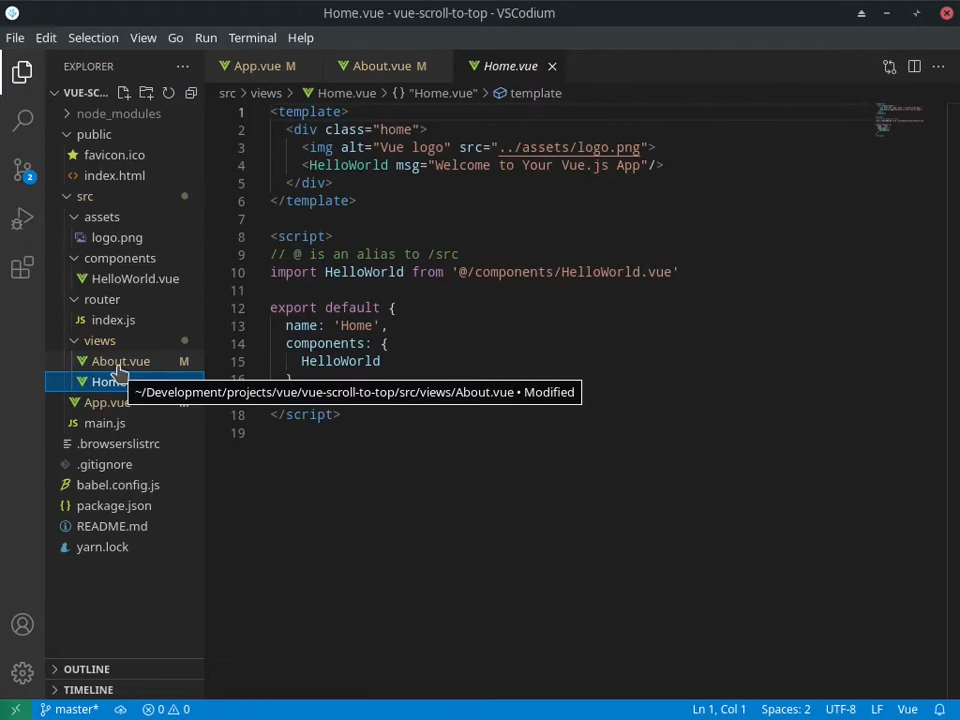 Home.vue - vue-scroll-to-top - VSCodium
File Edit Selection View Go Run Terminal Help
EXPLORER
App.vue M
About.vue M
Home.vue
VUE-SC...
src > views > Home.vue > {} "Home.vue" > template
node_modules
public
favicon.ico
index.html
src
assets
logo.png
components
HelloWorld.vue
router
index.js
views
About.vue M
Home
App.vue
main.js
.browserslistrc
.gitignore
babel.config.js
package.json
README.md
yarn.lock
OUTLINE
TIMELINE
2
1 <template>
2 <div class="home">
3 <img alt="Vue logo" src="../assets/logo.png">
4 <HelloWorld msg="Welcome to Your Vue.js App"/>
5 </div>
6 </template>
7
8 <script>
9 // @ is an alias to /src
10 import HelloWorld from '@/components/HelloWorld.vue'
11
12 export default {
13 name: 'Home',
14 components: {
15 HelloWorld
~/Development/projects/vue/vue-scroll-to-top/src/views/About.vue • Modified
18 </script>
19
master* 0 0 Ln 1, Col 1 Spaces: 2 UTF-8 LF Vue